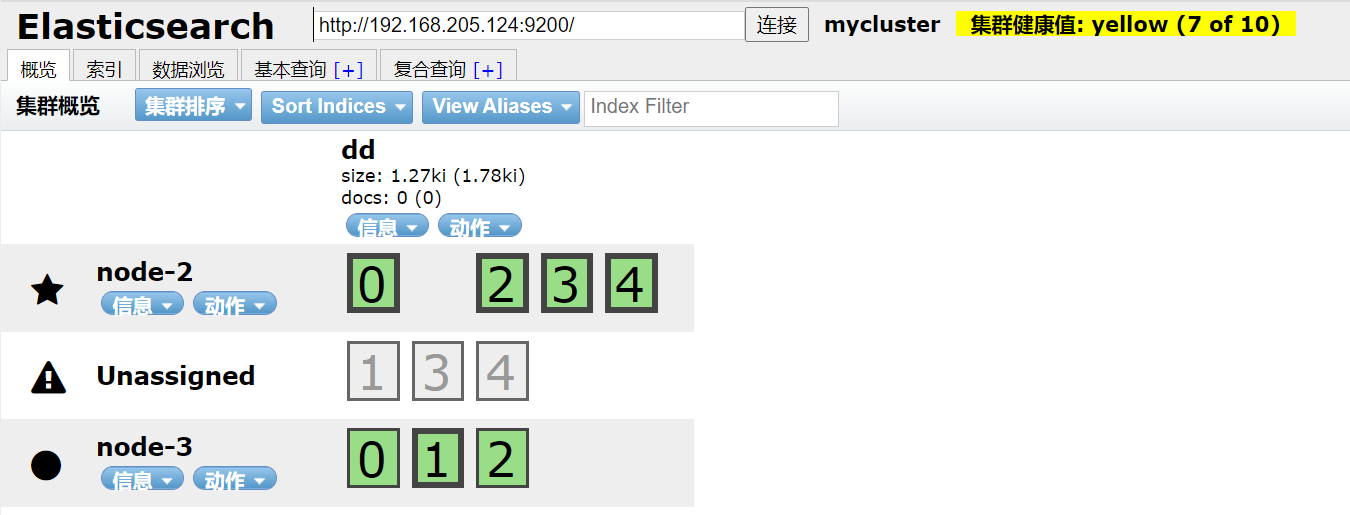 Elasticsearch http://192.168.205.124:9200/ 连接 mycluster 集群健康值: yellow (7 of 10)
概览 索引 数据浏览 基本查询 [+] 复合查询 [+]
集群概览 集群排序 Sort Indices View Aliases Index Filter
dd
size: 1.27ki (1.78ki)
docs: 0 (0)
信息 动作
node-2 0 2 3 4
信息 动作
Unassigned 1 3 4
node-3 0 1 2
信息 动作